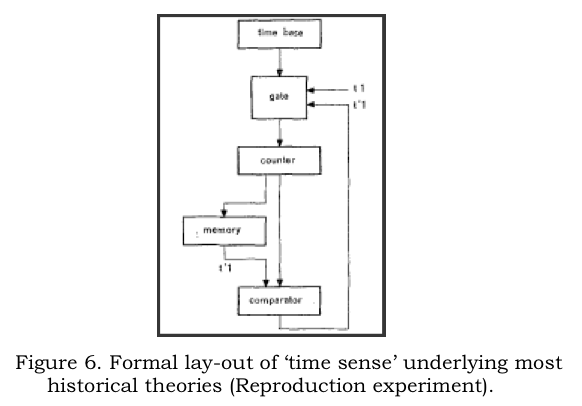 time base
gate
t1
t'1
counter
memory
t'1
comparator
Figure 6. Formal lay-out of ‘time sense’ underlying most
historical theories (Reproduction experiment).